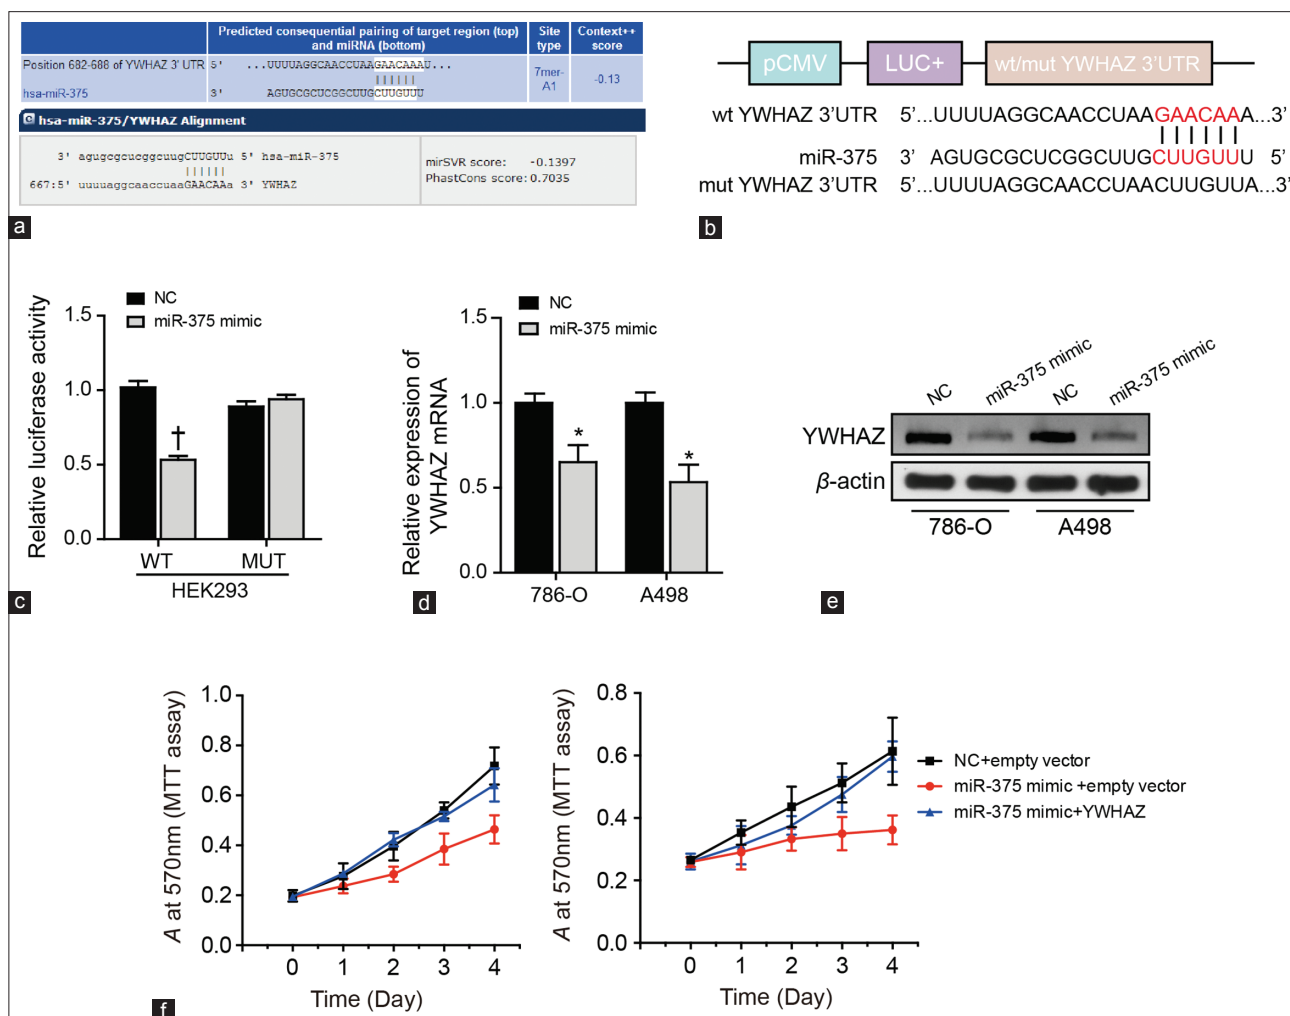 Predicted consequential pairing of target region (top) and miRNA (bottom)
Site type
Context++ score
Position 682-688 of YWHAZ 3' UTR 5' ...UUUUAGGCAACCUAAGAACAAAU...
hsa-miR-375 3' AGUGCGCUCGGCUUGCUUGUUU
7mer-A1
-0.13
hsa-miR-375/YWHAZ Alignment
3' agugcgcucggcuugCUUGUUu 5' hsa-miR-375
667:5' uuuuaggcaaccuaaGAACAAa 3' YWHAZ
mirSVR score: -0.1397
PhastCons score: 0.7035
a
pCMV LUC+ wt/mut YWHAZ 3'UTR
wt YWHAZ 3'UTR 5'...UUUUAGGCAACCUAAGAACAAA...3'
miR-375 3' AGUGCGCUCGGCUUGCUUGUUU 5'
mut YWHAZ 3'UTR 5'...UUUUAGGCAACCUAACUUGUUA...3'
b
NC
miR-375 mimic
Relative luciferase activity
1.5
1.0
0.5
0.0
†
WT MUT
HEK293
c
NC
miR-375 mimic
Relative expression of
YWHAZ mRNA
1.5
1.0
0.5
0.0
* *
786-O A498
d
NC miR-375 mimic NC miR-375 mimic
YWHAZ
β-actin
786-O A498
e
A at 570nm (MTT assay)
1.0
0.8
0.6
0.4
0.2
0.0
0 1 2 3 4
Time (Day)
A at 570nm (MTT assay)
0.8
0.6
0.4
0.2
0.0
0 1 2 3 4
Time (Day)
NC+empty vector
miR-375 mimic +empty vector
miR-375 mimic+YWHAZ
f